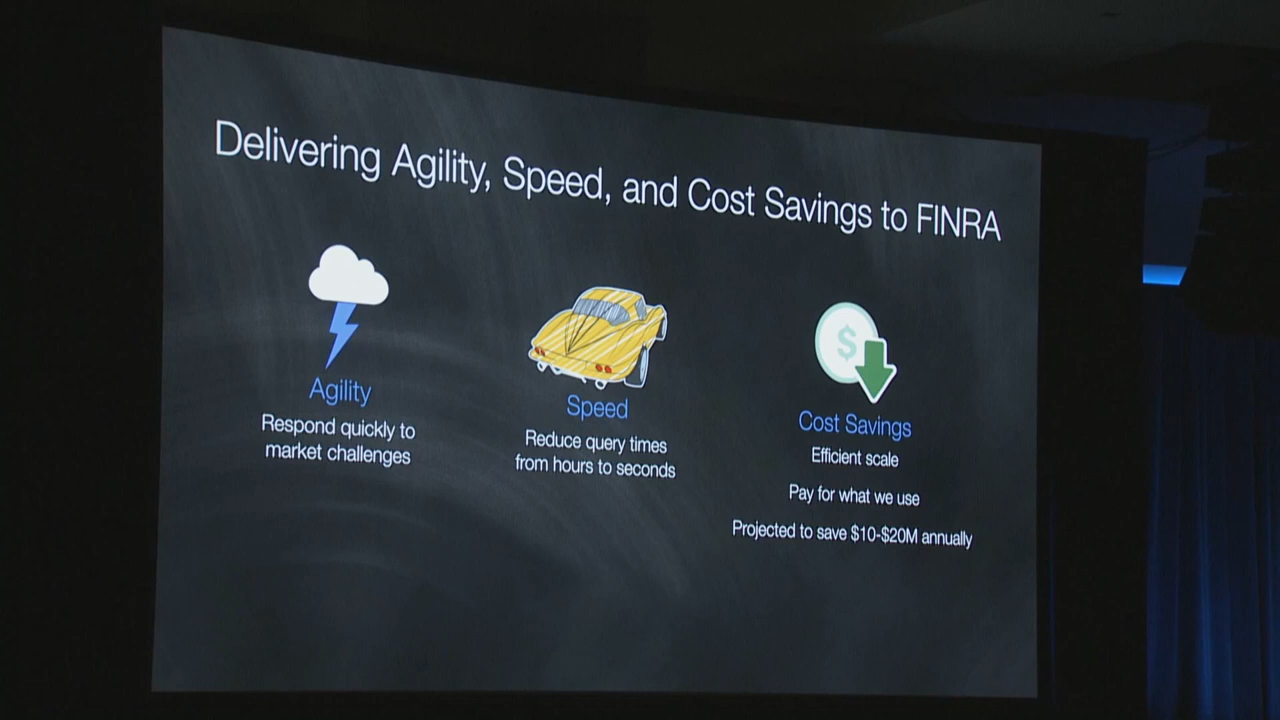 Delivering Agility, Speed, and Cost Savings to FINRA
Agility
Respond quickly to
market challenges
Speed
Reduce query times
from hours to seconds
$
Cost Savings
Efficient scale
Pay for what we use
Projected to save $10-$20M annually